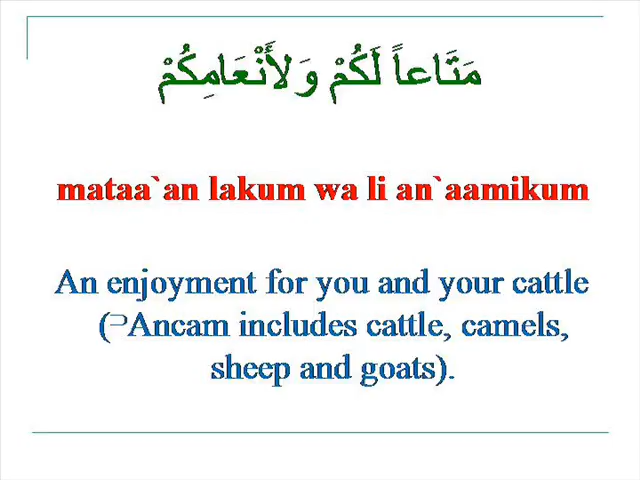 مَتَاعاً لَكُمْ وَلأَنْعَامِكُمْ
mataa`an lakum wa li an`aamikum
An enjoyment for you and your cattle
(⊃Ancam includes cattle, camels,
sheep and goats).